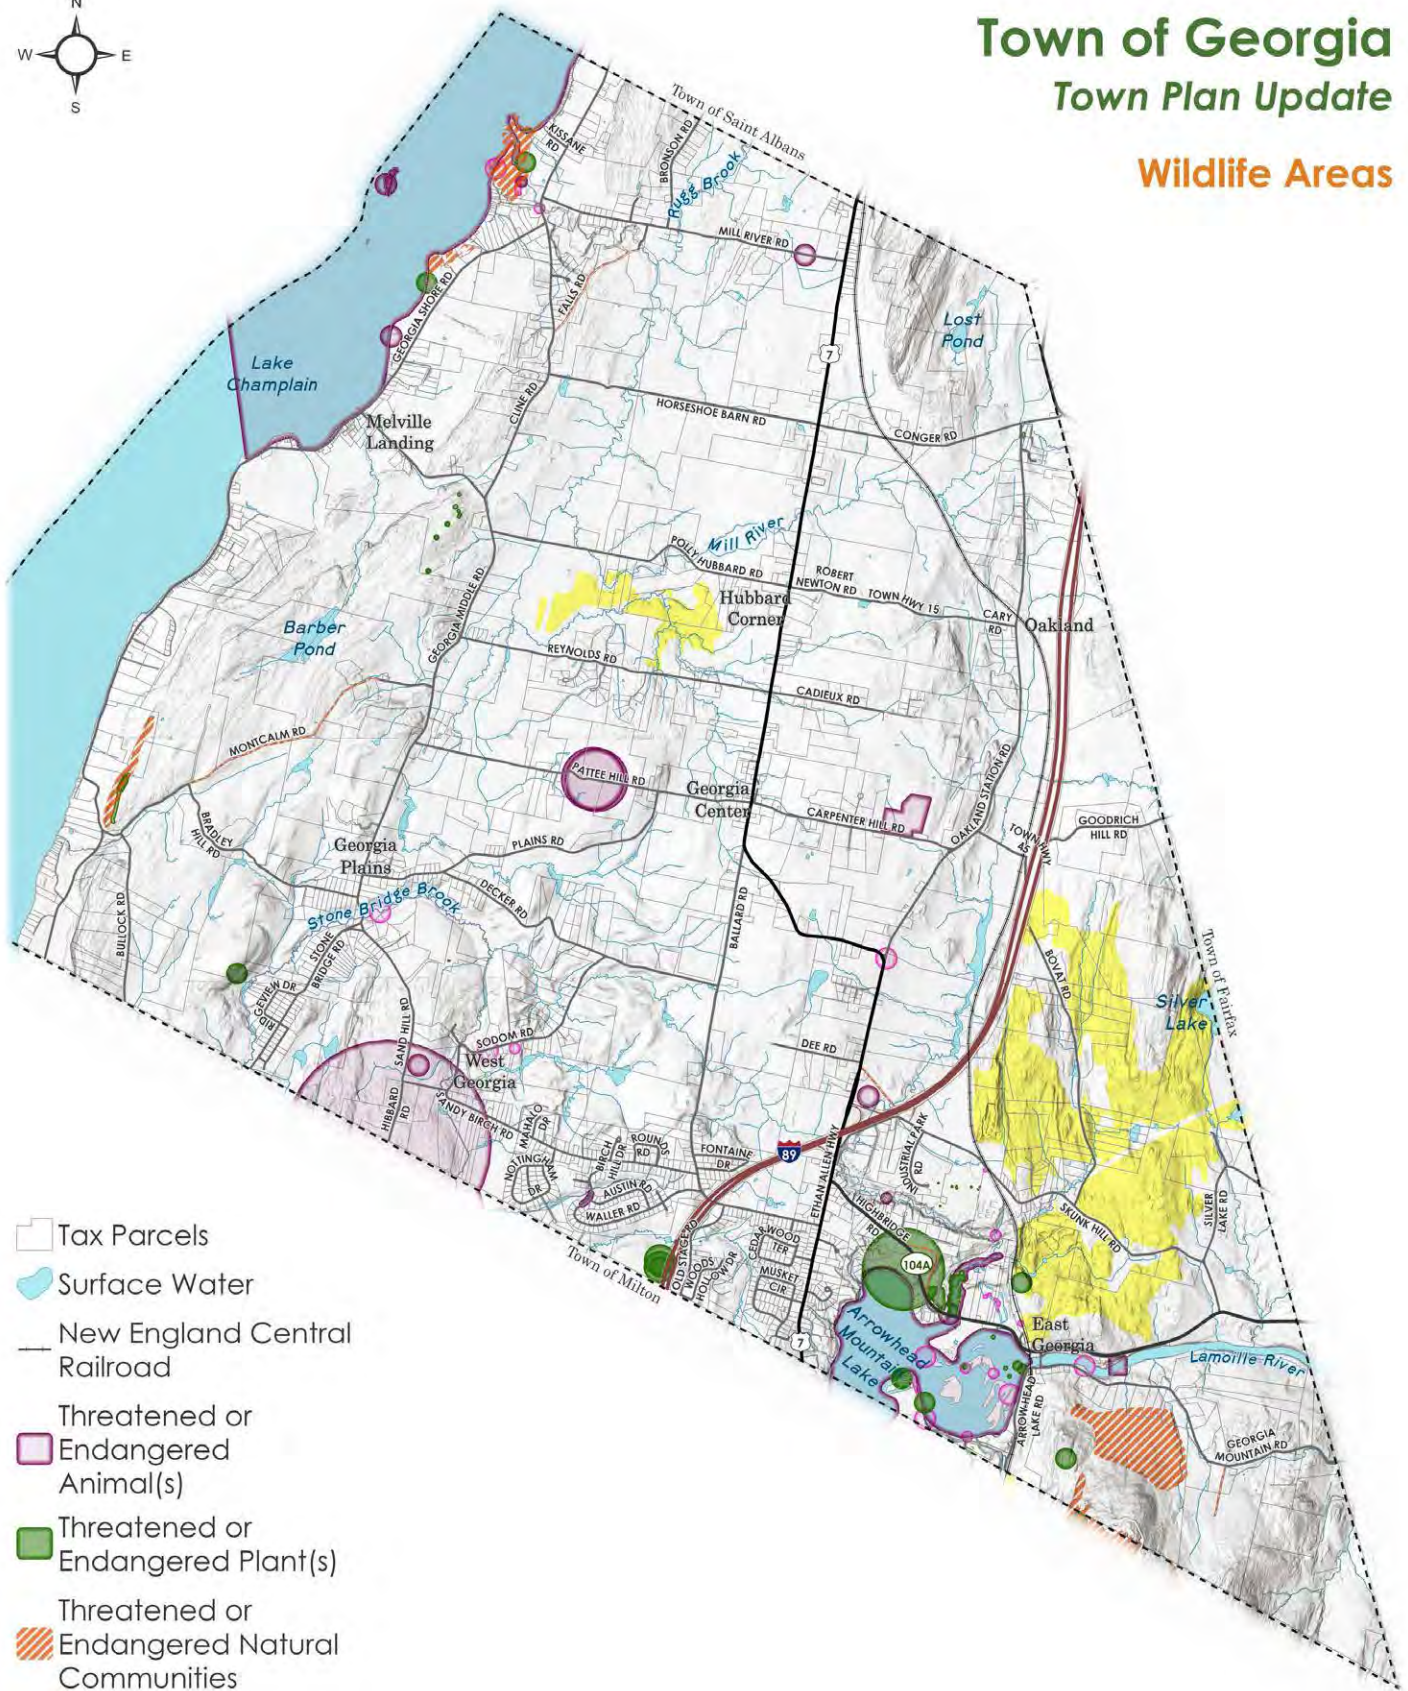 N
W
E
S
Town of Georgia
Town Plan Update
Wildlife Areas
Town of Saint Albans
KISSANE
RD
BRONSON RD
Rugg Brook
MILL RIVER RD
FALLS RD
GEORGIA SHORE RD
7
Lost
Pond
Lake
Champlain
CLINE RD
HORSESHOE BARN RD
CONGER RD
Melville
Landing
Mill River
POLLY HUBBARD RD
ROBERT
NEWTON RD
TOWN HWY 15
CARY
RD
Oakland
Hubbard
Corner
GEORGIA MIDDLE RD
Barber
Pond
REYNOLDS RD
CADIEUX RD
MONTCALM RD
PATTEE HILL RD
Georgia
Center
CARPENTER HILL RD
OAKLAND STATION RD
TOWN HWY
45
GOODRICH
HILL RD
BRADLEY
HILL RD
Georgia
Plains
PLAINS RD
DECKER RD
Stone Bridge Brook
BULLOCK RD
STONE
BRIDGE RD
RIDGEVIEW DR
BALLARD RD
BOVAT RD
Town of Fairfax
Silver
Lake
SAND HILL RD
SODOM RD
West
Georgia
DEE RD
HIBBARD
RD
SANDY BIRCH RD
MAHALO
DR
NOTTINGHAM
DR
BIRCH
HILL DR
ROUNDS
RD
FONTAINE
DR
89
AUSTIN RD
WALLER RD
ETHAN ALLEN HWY
INDUSTRIAL PARK
RD
SKUNK HILL RD
SILVER
LAKE RD
HIGHBRIDGE
RD
104A
OLD STAGE RD
WOODS
HOLLOW DR
CEDARWOOD
TER
MUSKET
CIR
Town of Milton
7
Arrowhead
Mountain
Lake
East
Georgia
Lamoille River
ARROWHEAD
LAKE RD
GEORGIA
MOUNTAIN RD
Tax Parcels
Surface Water
New England Central
Railroad
Threatened or
Endangered
Animal(s)
Threatened or
Endangered Plant(s)
Threatened or
Endangered Natural
Communities